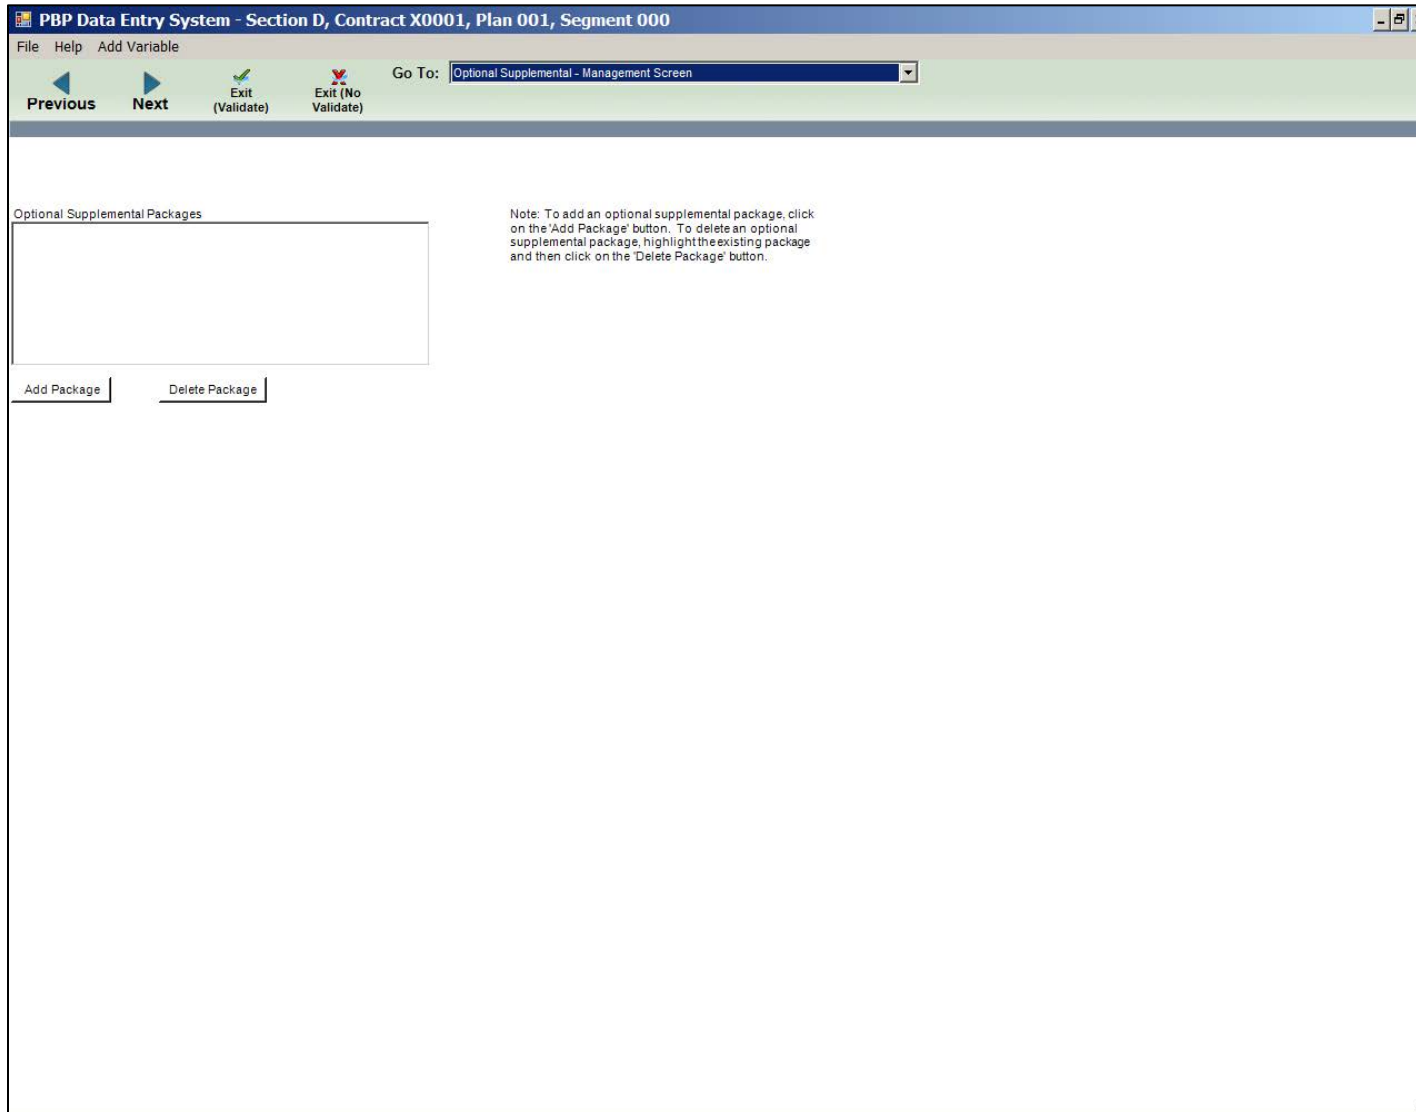 PBP Data Entry System - Section D, Contract X0001, Plan 001, Segment 000
File Help Add Variable
Previous
Next
Exit
(Validate)
Exit (No
Validate)
Go To: Optional Supplemental - Management Screen
Optional Supplemental Packages
Note: To add an optional supplemental package, click
on the 'Add Package' button. To delete an optional
supplemental package, highlight the existing package
and then click on the 'Delete Package' button.
Add Package
Delete Package